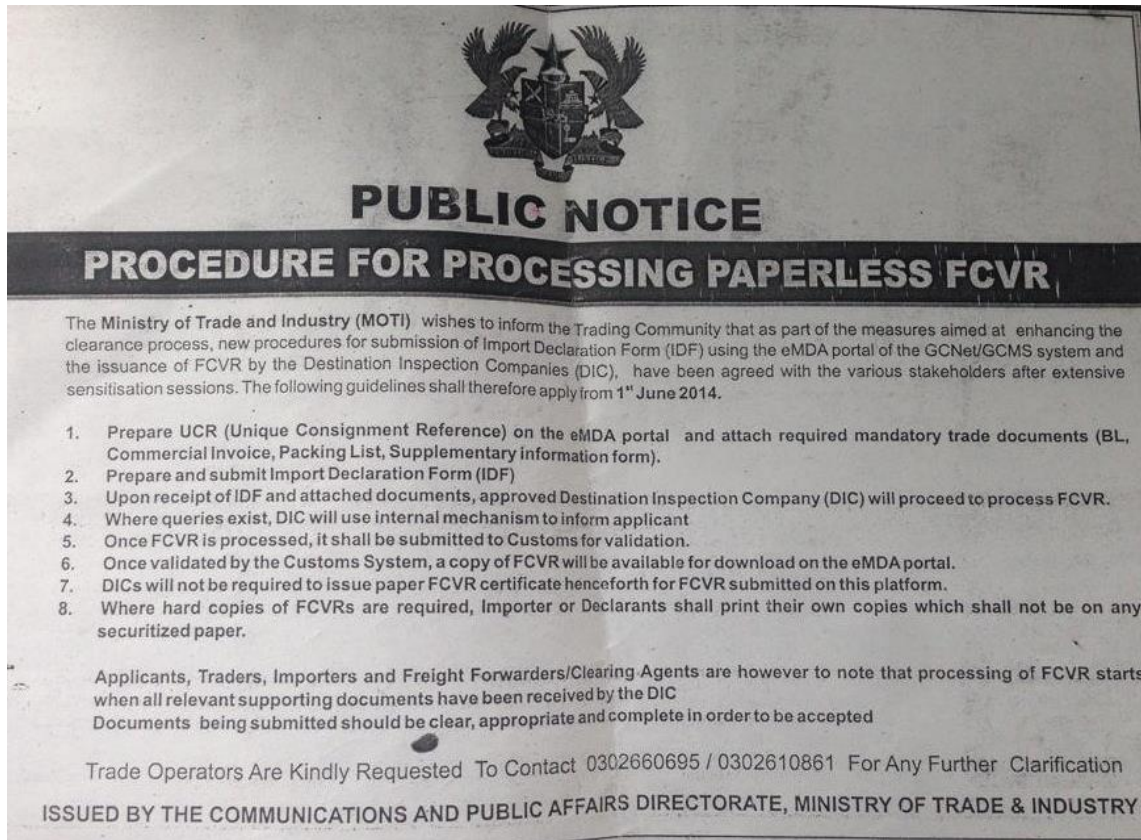 PUBLIC NOTICE
PROCEDURE FOR PROCESSING PAPERLESS FCVR
The Ministry of Trade and Industry (MOTI) wishes to inform the Trading Community that as part of the measures aimed at enhancing the
clearance process, new procedures for submission of Import Declaration Form (IDF) using the eMDA portal of the GCNet/GCMS system and
the issuance of FCVR by the Destination Inspection Companies (DIC), have been agreed with the various stakeholders after extensive
sensitisation sessions. The following guidelines shall therefore apply from 1st June 2014.
1. Prepare UCR (Unique Consignment Reference) on the eMDA portal and attach required mandatory trade documents (BL,
Commercial Invoice, Packing List, Supplementary information form).
2. Prepare and submit Import Declaration Form (IDF)
3. Upon receipt of IDF and attached documents, approved Destination Inspection Company (DIC) will proceed to process FCVR.
4. Where queries exist, DIC will use internal mechanism to inform applicant
5. Once FCVR is processed, it shall be submitted to Customs for validation.
6. Once validated by the Customs System, a copy of FCVR will be available for download on the eMDA portal.
7. DICs will not be required to issue paper FCVR certificate henceforth for FCVR submitted on this platform.
8. Where hard copies of FCVRs are required, Importer or Declarants shall print their own copies which shall not be on any
securitized paper.
Applicants, Traders, Importers and Freight Forwarders/Clearing Agents are however to note that processing of FCVR starts
when all relevant supporting documents have been received by the DIC
Documents being submitted should be clear, appropriate and complete in order to be accepted
Trade Operators Are Kindly Requested To Contact 0302660695 / 0302610861 For Any Further Clarification
ISSUED BY THE COMMUNICATIONS AND PUBLIC AFFAIRS DIRECTORATE, MINISTRY OF TRADE & INDUSTRY